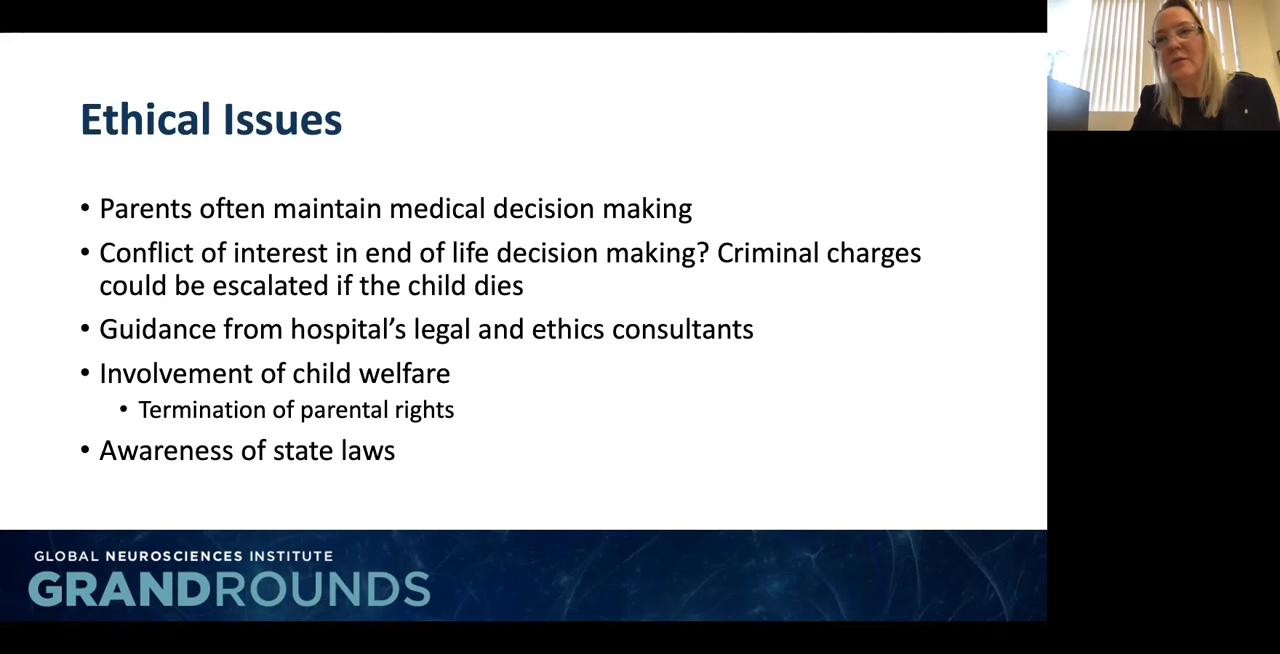 Ethical Issues
• Parents often maintain medical decision making
• Conflict of interest in end of life decision making? Criminal charges
could be escalated if the child dies
• Guidance from hospital’s legal and ethics consultants
• Involvement of child welfare
• Termination of parental rights
• Awareness of state laws
GLOBAL NEUROSCIENCES INSTITUTE
GRANDROUNDS